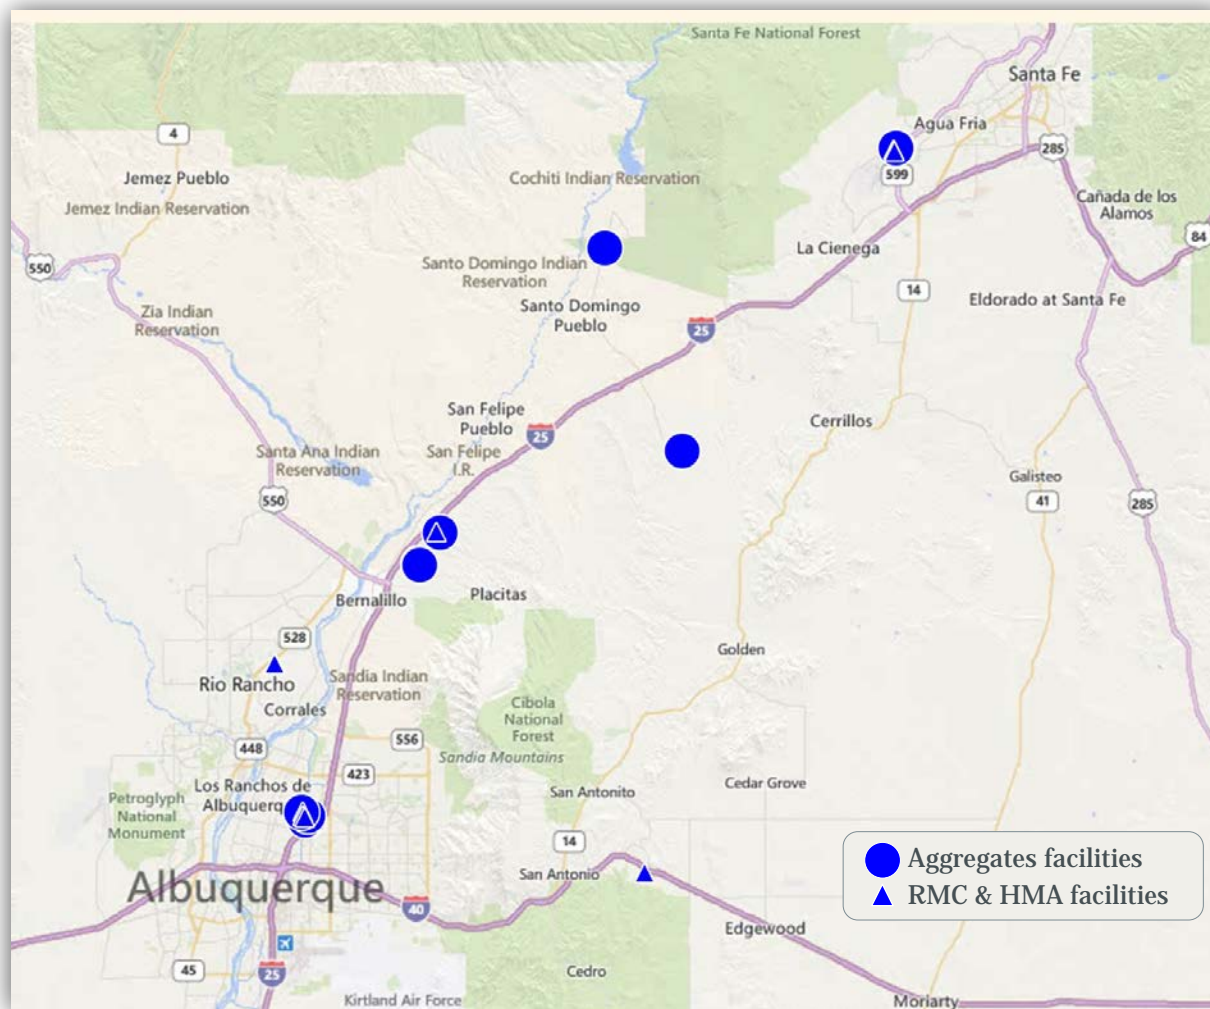 Santa Fe National Forest
Santa Fe
4
Agua Fria
285
Jemez Pueblo
Cochiti Indian Reservation
599
Jemez Indian Reservation
Cañada de los
Alamos
84
La Cienega
550
Santo Domingo Indian
Reservation
14
Santo Domingo
Pueblo
Eldorado at Santa Fe
Zia Indian
Reservation
25
San Felipe
Pueblo
Cerrillos
25
Santa Ana Indian
Reservation
San Felipe
I.R.
Galisteo
550
41
285
Placitas
Bernalillo
528
Golden
Rio Rancho
Sandia Indian
Reservation
Corrales
Cibola
National
Forest
448
556
Sandia Mountains
423
Los Ranchos de
Albuquerq
Cedar Grove
San Antonito
Petroglyph
National
Monument
14
Aggregates facilities
San Antonio
RMC & HMA facilities
Albuquerque
40
Edgewood
45
25
Cedro
Kirtland Air Force
Moriarty